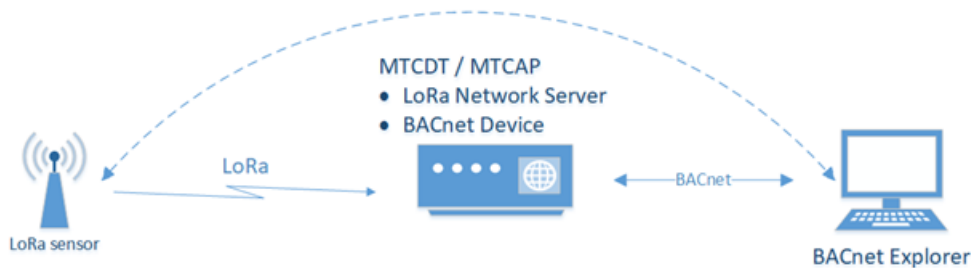 MTCDT / MTCAP
• LoRa Network Server
• BACnet Device
LoRa
BACnet
LoRa sensor
BACnet Explorer